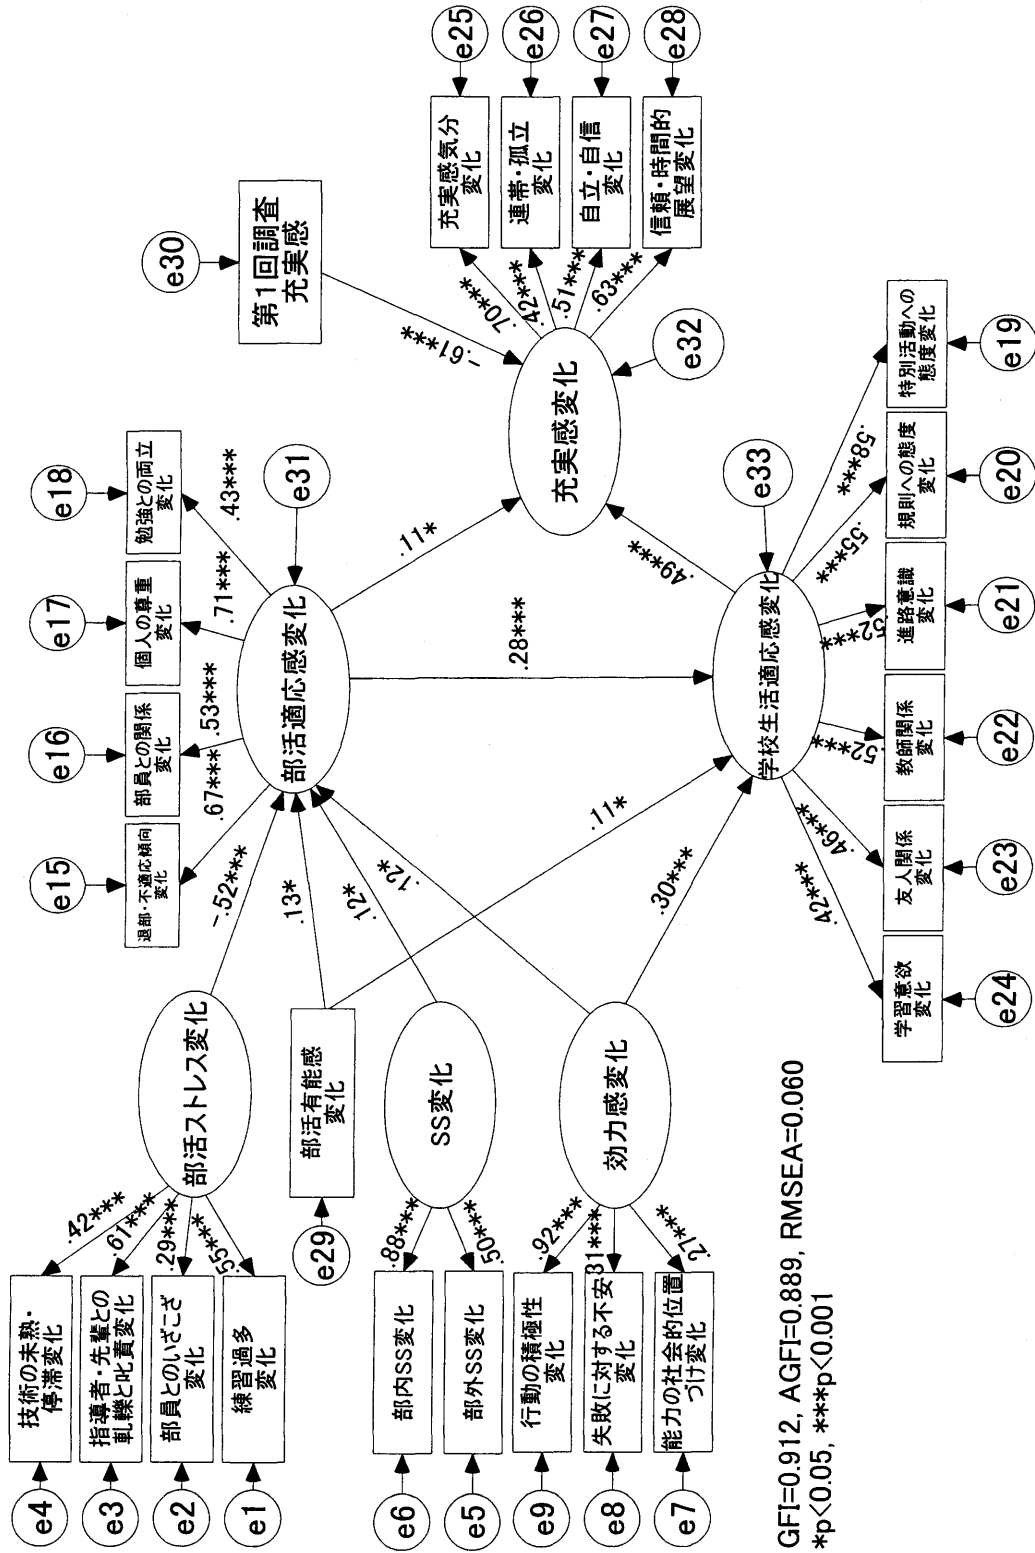 e4
技術の未熟・
停滞変化
e3
指導者・先輩との
軋轢と叱責変化
e2
部員とのいざこざ
変化
e1
練習過多
変化
.42***
.61***
.29***
.55***
部活ストレス変化
e29
部活有能感
変化
e6
部内SS変化
e5
部外SS変化
.88***
.50***
SS変化
e9
行動の積極性
変化
e8
失敗に対する不安
変化
e7
能力の社会的位置
づけ変化
.92***
31***
.27***
効力感変化
-.52***
.13*
.12*
.12*
.11*
.30***
e15
退部・不適応傾向
変化
e16
部員との関係
変化
e17
個人の尊重
変化
e18
勉強との両立
変化
.67***
.53***
.71***
.43***
部活適応感変化
e31
.28***
.11*
.49***
学校生活適応感変化
e33
.42***
.46***
.52***
.52***
.55***
.58***
学習意欲
変化
e24
友人関係
変化
e23
教師関係
変化
e22
進路意識
変化
e21
規則への態度
変化
e20
特別活動への
態度変化
e19
e30
第1回調査
充実感
-.61***
充実感変化
e32
.70***
.42***
.51***
.63***
充実感気分
変化
e25
連帯・孤立
変化
e26
自立・自信
変化
e27
信頼・時間的
展望変化
e28
GFI=0.912, AGFI=0.889, RMSEA=0.060
*p<0.05, ***p<0.001